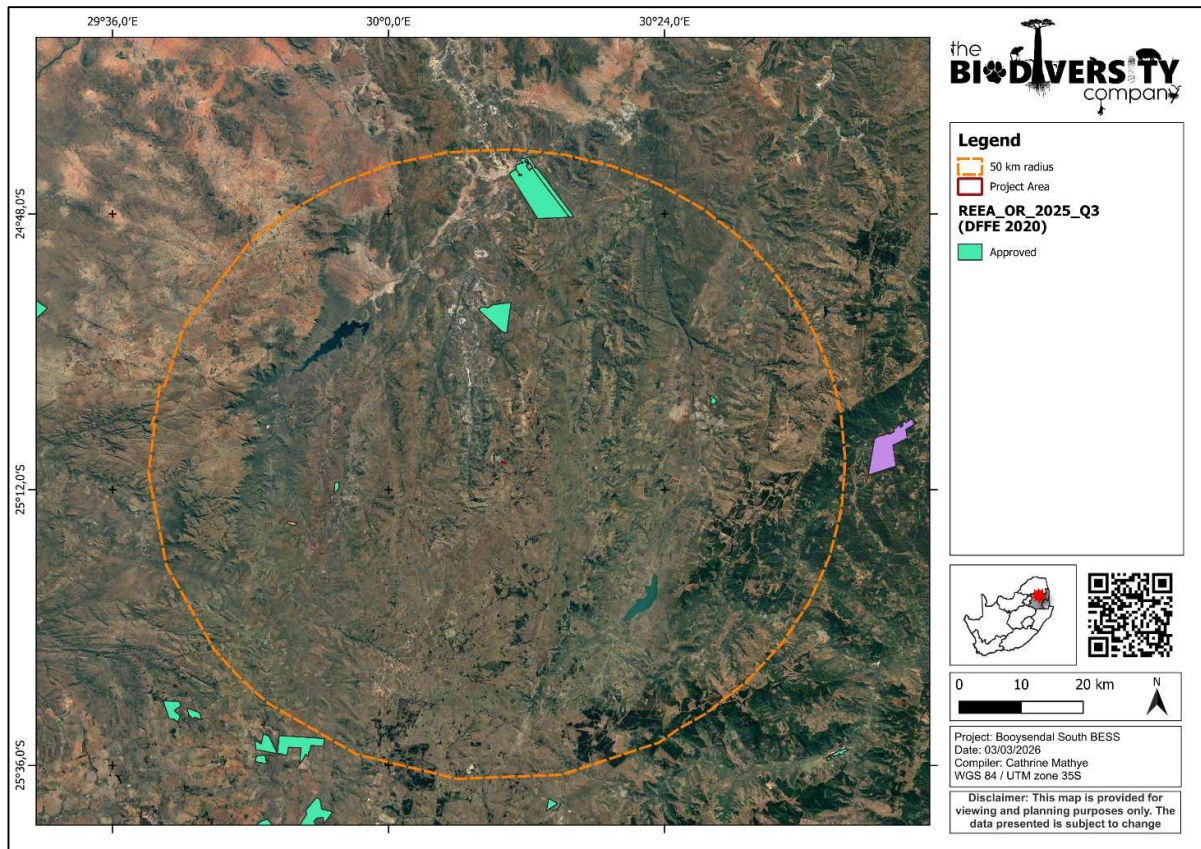 29°36,0'E
30°0,0'E
30°24,0'E
24°48,0'S
25°12,0'S
25°36,0'S
the
BIODIVERSITY
company
Legend
50 km radius
Project Area
REEA_OR_2025_Q3
(DFFE 2020)
Approved
0 10 20 km
N
Project: Booysendal South BESS
Date: 03/03/2026
Compiler: Cathrine Mathye
WGS 84 / UTM zone 35S
Disclaimer: This map is provided for
viewing and planning purposes only. The
data presented is subject to change